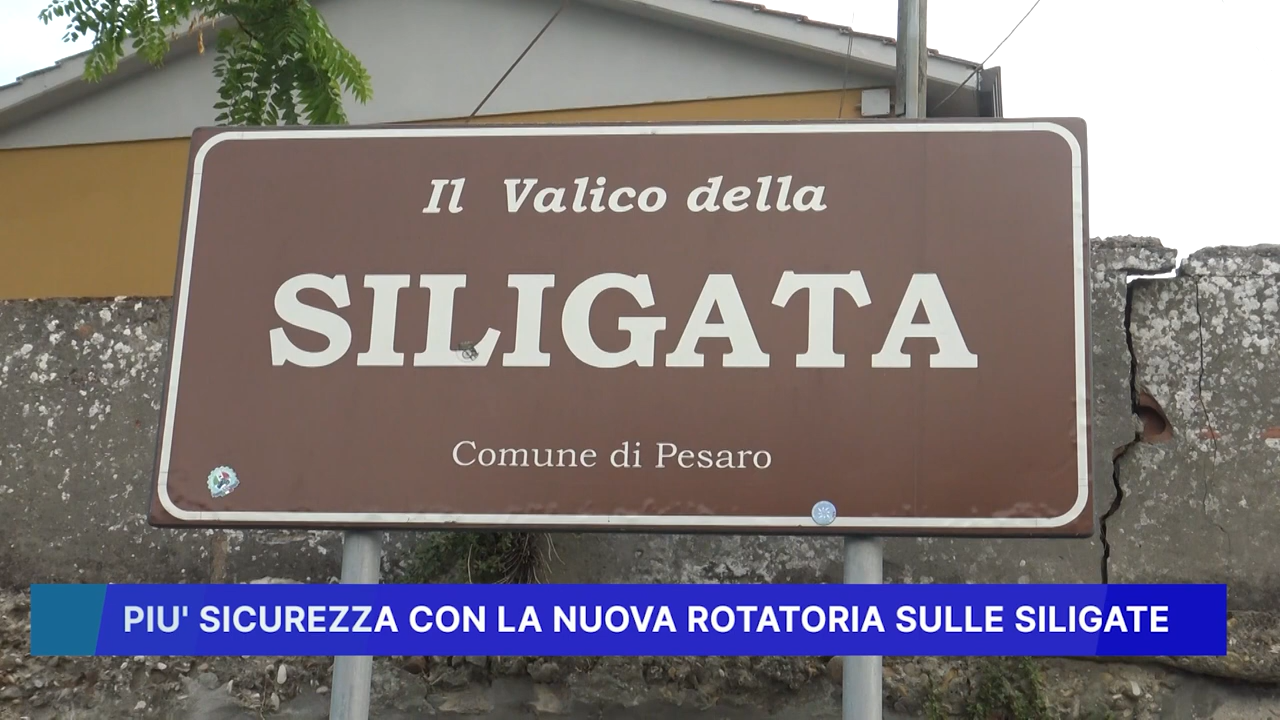 Il Valico della
SILIGATA
Comune di Pesaro
PIU' SICUREZZA CON LA NUOVA ROTATORIA SULLE SILIGATE